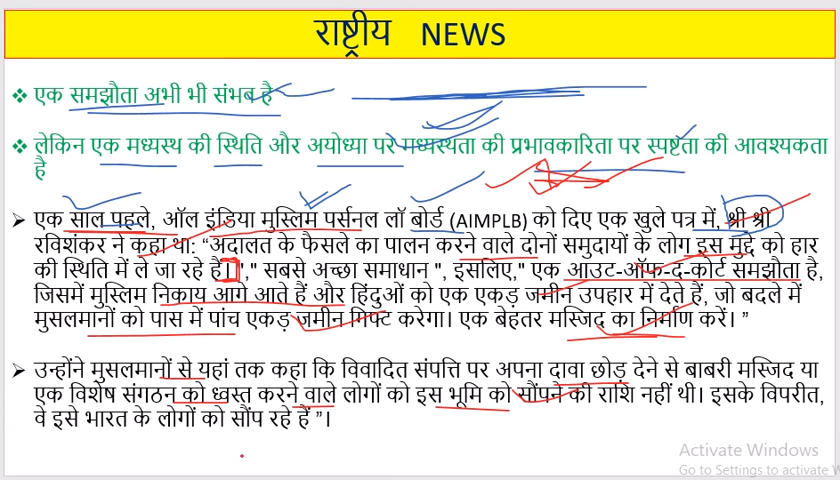 राष्ट्रीय NEWS
एक समझौता अभी भी संभव है
लेकिन एक मध्यस्थ की स्थिति और अयोध्या पर मध्यस्थता की प्रभावकारिता पर स्पष्टता की आवश्यकता
है
एक साल पहले, ऑल इंडिया मुस्लिम पर्सनल लॉ बोर्ड (AIMPLB) को दिए एक खुले पत्र में, श्री श्री
रविशंकर ने कहा था: “अदालत के फैसले का पालन करने वाले दोनों समुदायों के लोग इस मुद्दे को हार
की स्थिति में ले जा रहे हैं। "," सबसे अच्छा समाधान ", इसलिए," एक आउट-ऑफ-द-कोर्ट समझौता है,
जिसमें मुस्लिम निकाय आगे आते हैं और हिंदुओं को एक एकड़ जमीन उपहार में देते हैं, जो बदले में
मुसलमानों को पास में पांच एकड़ ज़मीन गिफ्ट करेगा। एक बेहतर मस्जिद का निर्माण करें। ”
उन्होंने मुसलमानों से यहां तक कहा कि विवादित संपत्ति पर अपना दावा छोड़ देने से बाबरी मस्जिद या
एक विशेष संगठन को ध्वस्त करने वाले लोगों को इस भूमि को सौंपने की राशि नहीं थी। इसके विपरीत,
वे इसे भारत के लोगों को सौंप रहे हैं ”।
Activate Windows
Go to Settings to activate W